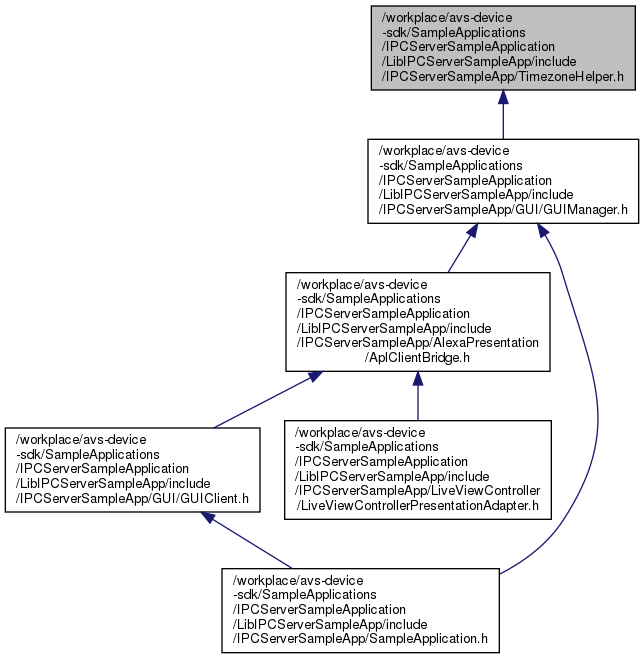 /workplace/avs-device
-sdk/SampleApplications
/IPCServerSampleApplication
/LibIPCServerSampleApp/include
/IPCServerSampleApp/TimezoneHelper.h
/workplace/avs-device
-sdk/SampleApplications
/IPCServerSampleApplication
/LibIPCServerSampleApp/include
/IPCServerSampleApp/GUI/GUIManager.h
/workplace/avs-device
-sdk/SampleApplications
/IPCServerSampleApplication
/LibIPCServerSampleApp/include
/IPCServerSampleApp/AlexaPresentation
/AplClientBridge.h
/workplace/avs-device
-sdk/SampleApplications
/IPCServerSampleApplication
/LibIPCServerSampleApp/include
/IPCServerSampleApp/GUI/GUIClient.h
/workplace/avs-device
-sdk/SampleApplications
/IPCServerSampleApplication
/LibIPCServerSampleApp/include
/IPCServerSampleApp/LiveViewController
/LiveViewControllerPresentationAdapter.h
/workplace/avs-device
-sdk/SampleApplications
/IPCServerSampleApplication
/LibIPCServerSampleApp/include
/IPCServerSampleApp/SampleApplication.h